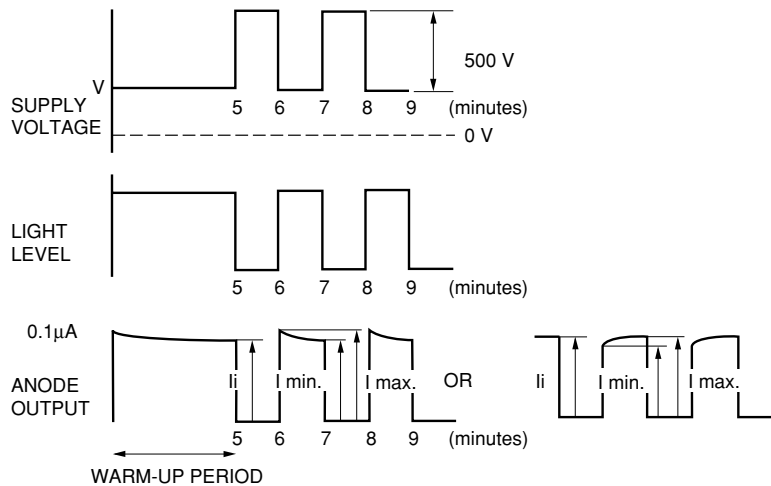 500 V
V
SUPPLY
VOLTAGE
5 6 7 8 9 (minutes)
0 V
LIGHT
LEVEL
5 6 7 8 9 (minutes)
0.1μA
ANODE
OUTPUT
Ii I min. I max. OR Ii I min. I max.
5 6 7 8 9 (minutes)
WARM-UP PERIOD